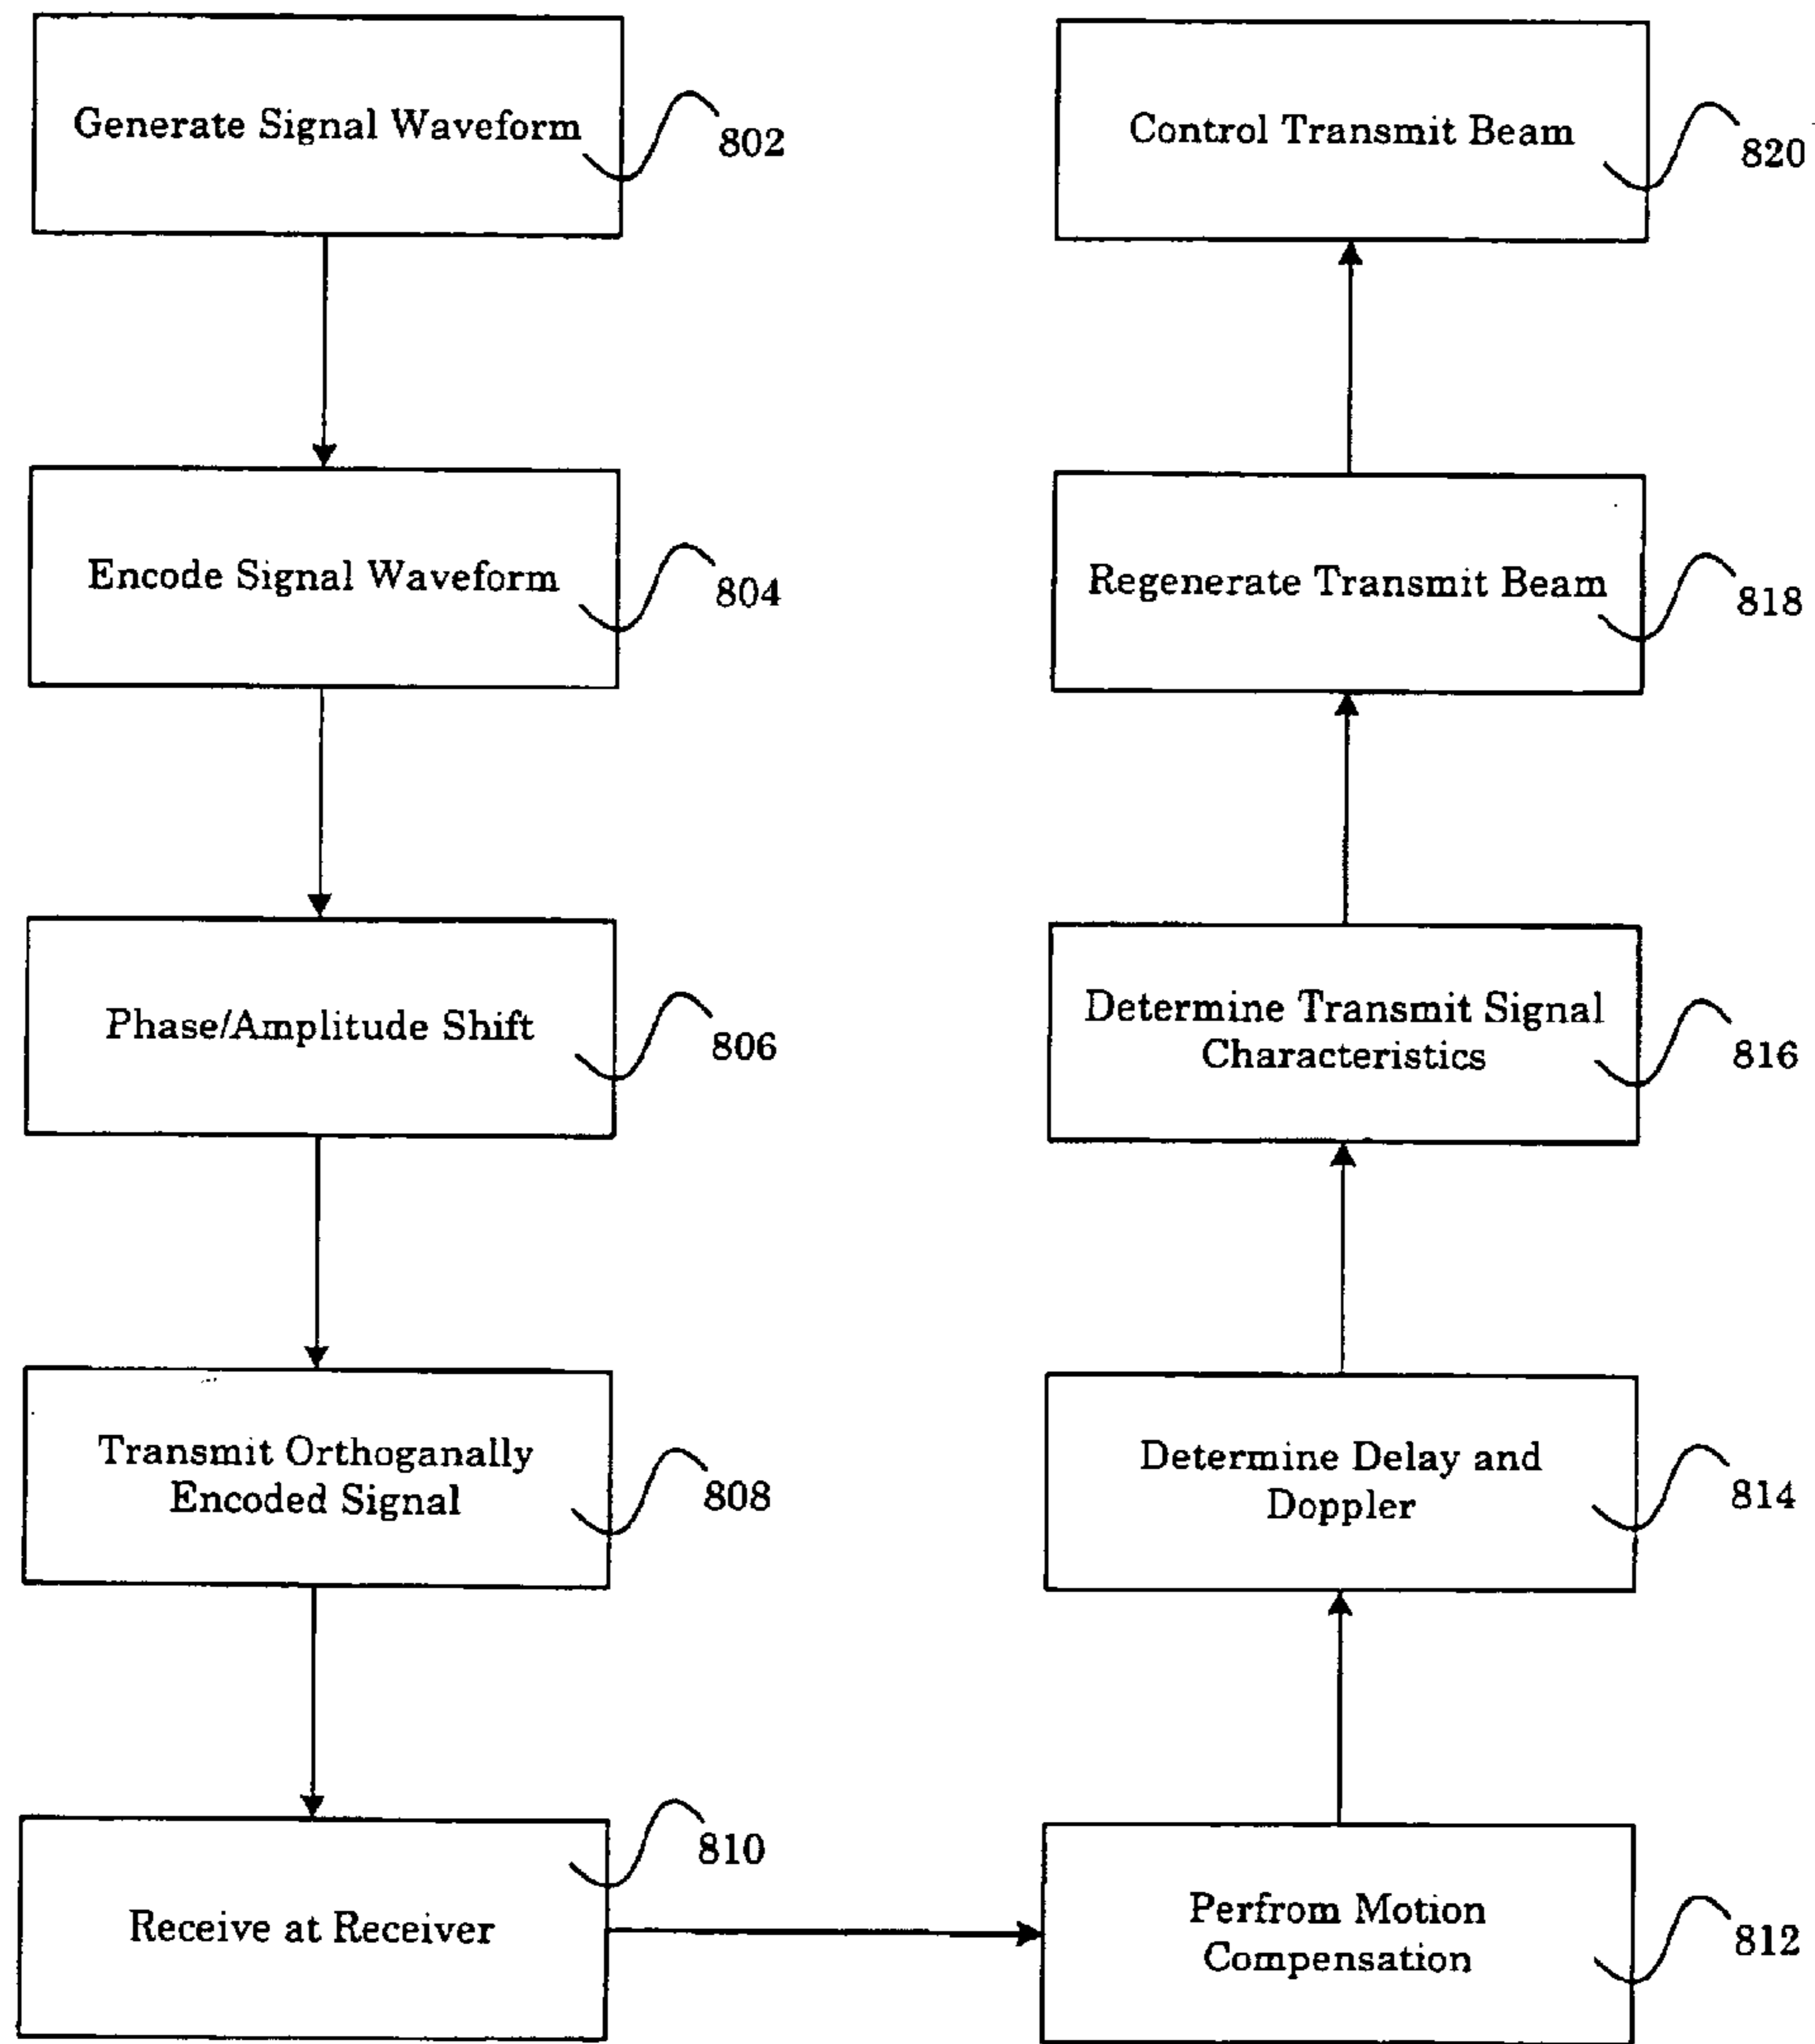 Generate Signal Waveform
802
Encode Signal Waveform
804
Phase/Amplitude Shift
806
Transmit Orthoganally
Encoded Signal
808
Receive at Receiver
810
Perfrom Motion
Compensation
812
Determine Delay and
Doppler
814
Determine Transmit Signal
Characteristics
816
Regenerate Transmit Beam
818
Control Transmit Beam
820